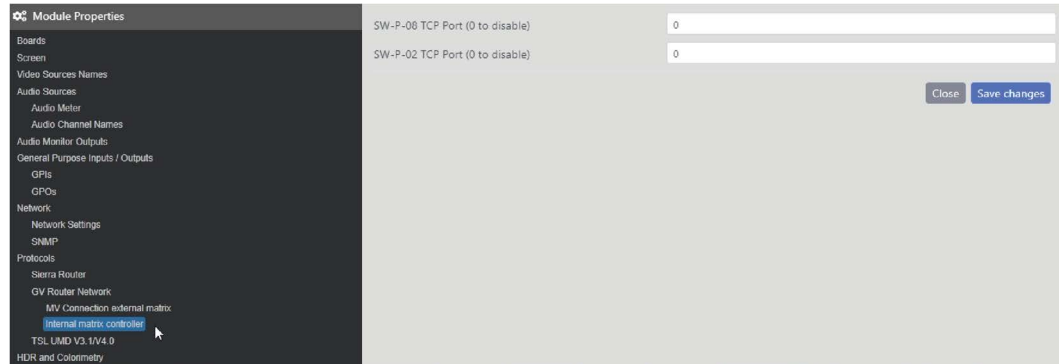 Module Properties
Boards
Screen
Video Sources Names
Audio Sources
Audio Meter
Audio Channel Names
Audio Monitor Outputs
General Purpose Inputs / Outputs
GPIs
GPOs
Network
Network Settings
SNMP
Protocols
Sierra Router
GV Router Network
MV Connection external matrix
Internal matrix controller
TSL UMD V3.1/V4.0
HDR and Colorimetry
SW-P-08 TCP Port (0 to disable) 0
SW-P-02 TCP Port (0 to disable) 0
Close Save changes